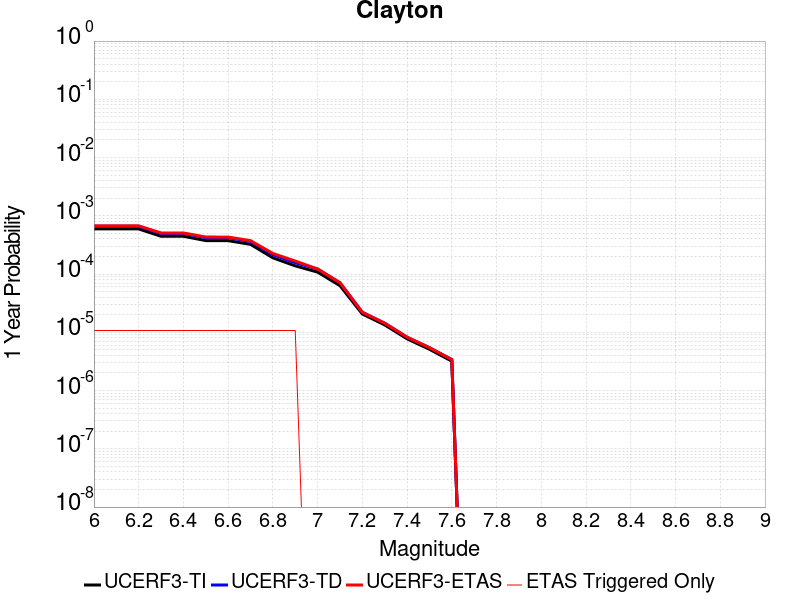 Clayton
10^0
10^-1
10^-2
10^-3
10^-4
10^-5
10^-6
10^-7
10^-8
1 Year Probability
6 6.2 6.4 6.6 6.8 7 7.2 7.4 7.6 7.8 8 8.2 8.4 8.6 8.8 9
Magnitude
UCERF3-TI UCERF3-TD UCERF3-ETAS ETAS Triggered Only